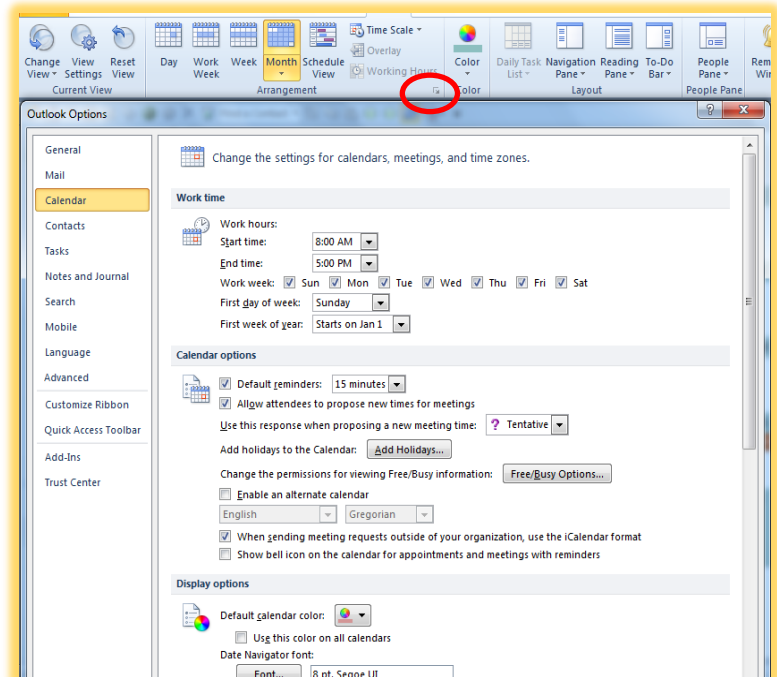 Change View View Reset Day Work Week Month Schedule Time Scale Color Daily Task Navigation Reading To-Do People
View Settings View Week View Overlay List Pane Pane Bar Pane
Working Hours
Current View Arrangement Color Layout People Pane
Outlook Options
General
Mail
Calendar
Contacts
Tasks
Notes and Journal
Search
Mobile
Language
Advanced
Customize Ribbon
Quick Access Toolbar
Add-Ins
Trust Center
Change the settings for calendars, meetings, and time zones.
Work time
Work hours:
Start time: 8:00 AM
End time: 5:00 PM
Work week: Sun Mon Tue Wed Thu Fri Sat
First day of week: Sunday
First week of year: Starts on Jan 1
Calendar options
Default reminders: 15 minutes
Allow attendees to propose new times for meetings
Use this response when proposing a new meeting time: ? Tentative
Add holidays to the Calendar: Add Holidays...
Change the permissions for viewing Free/Busy information: Free/Busy Options...
Enable an alternate calendar
English Gregorian
When sending meeting requests outside of your organization, use the iCalendar format
Show bell icon on the calendar for appointments and meetings with reminders
Display options
Default calendar color:
Use this color on all calendars
Date Navigator font:
Font... 8 pt. Segoe UI